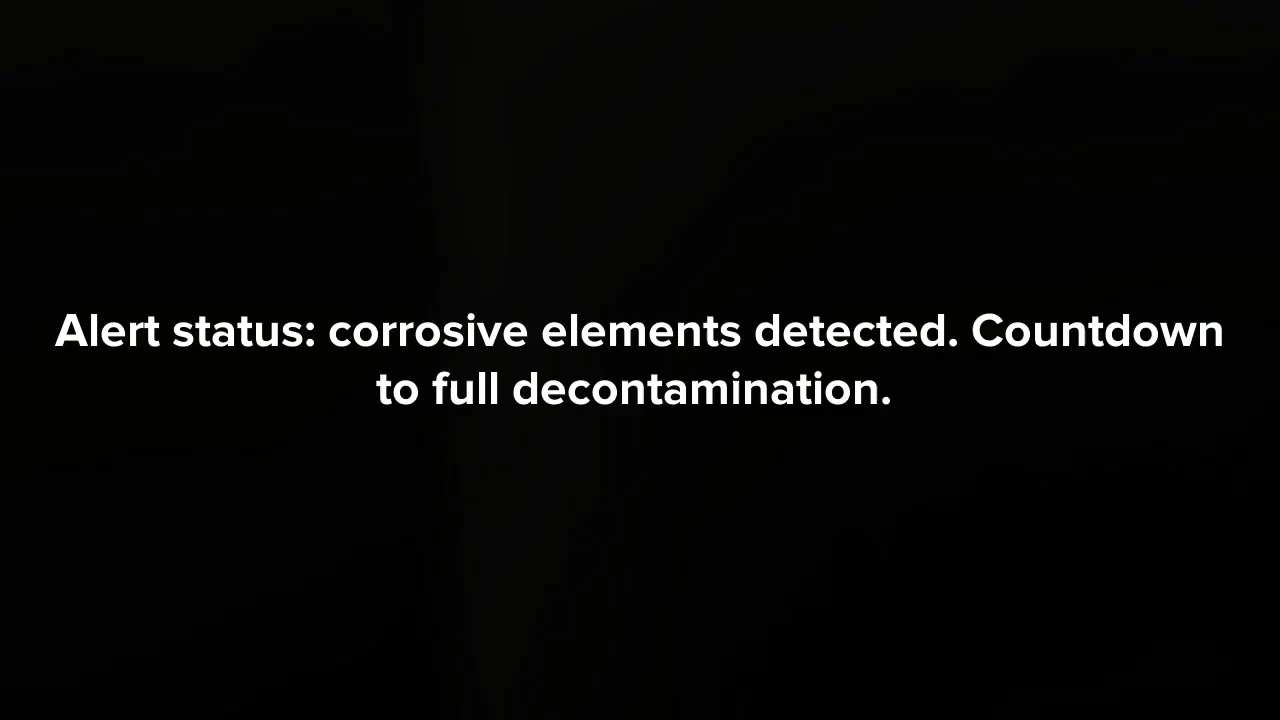 Alert status: corrosive elements detected. Countdown
to full decontamination.